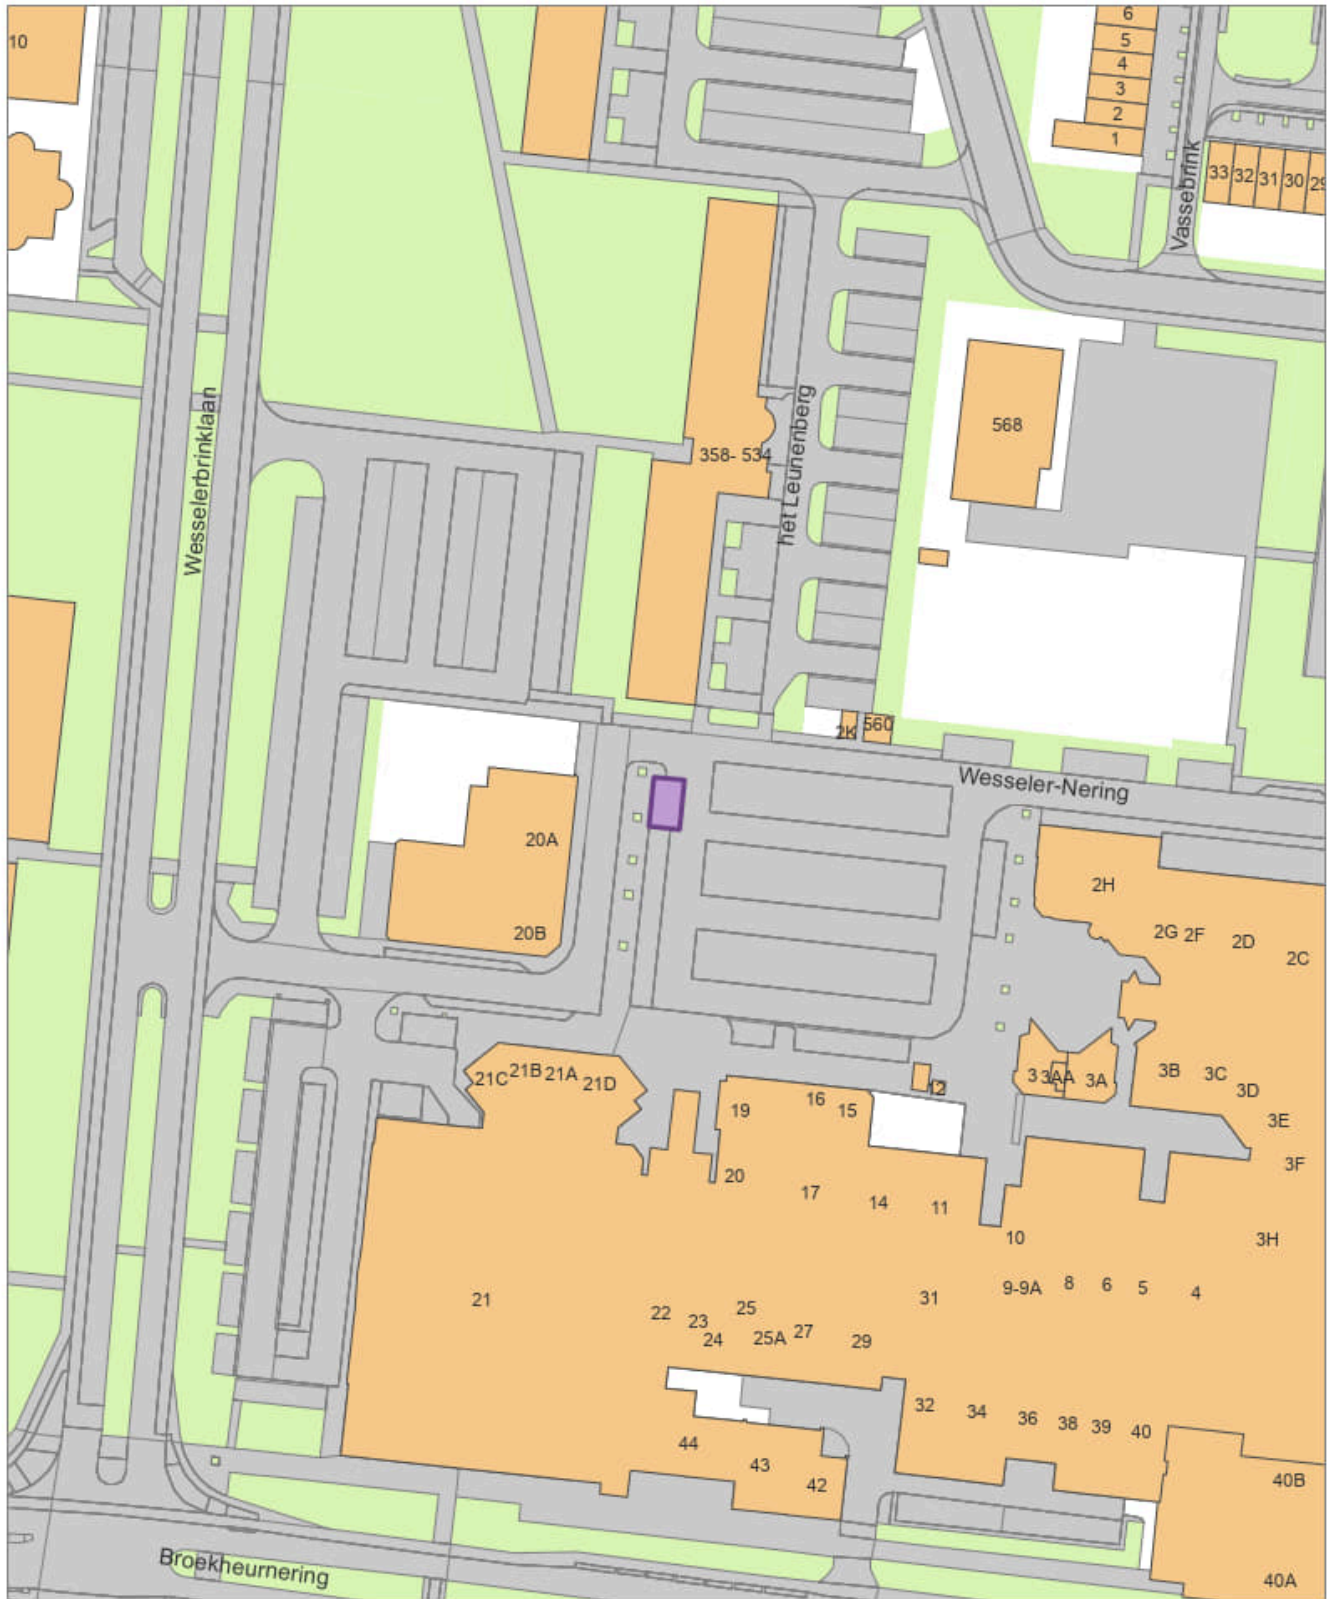 10
6
5
4
3
2
1
33 32 31 30 29
Vassebrink
Wesselerbrinklaan
568
358- 534
het Leunenberg
2K 560
Wesseler-Nering
20A
20B
2H
2G 2F 2D 2C
21C 21B 21A 21D
3 3AA 3A
3B 3C 3D
3E
3F
3H
12
19 16 15
20 17 14 11
10
21
22 23 24 25 25A 27 29
31
9-9A 8 6 5 4
32 34 36 38 39 40
44
43
42
40B
40A
Broekheurnering